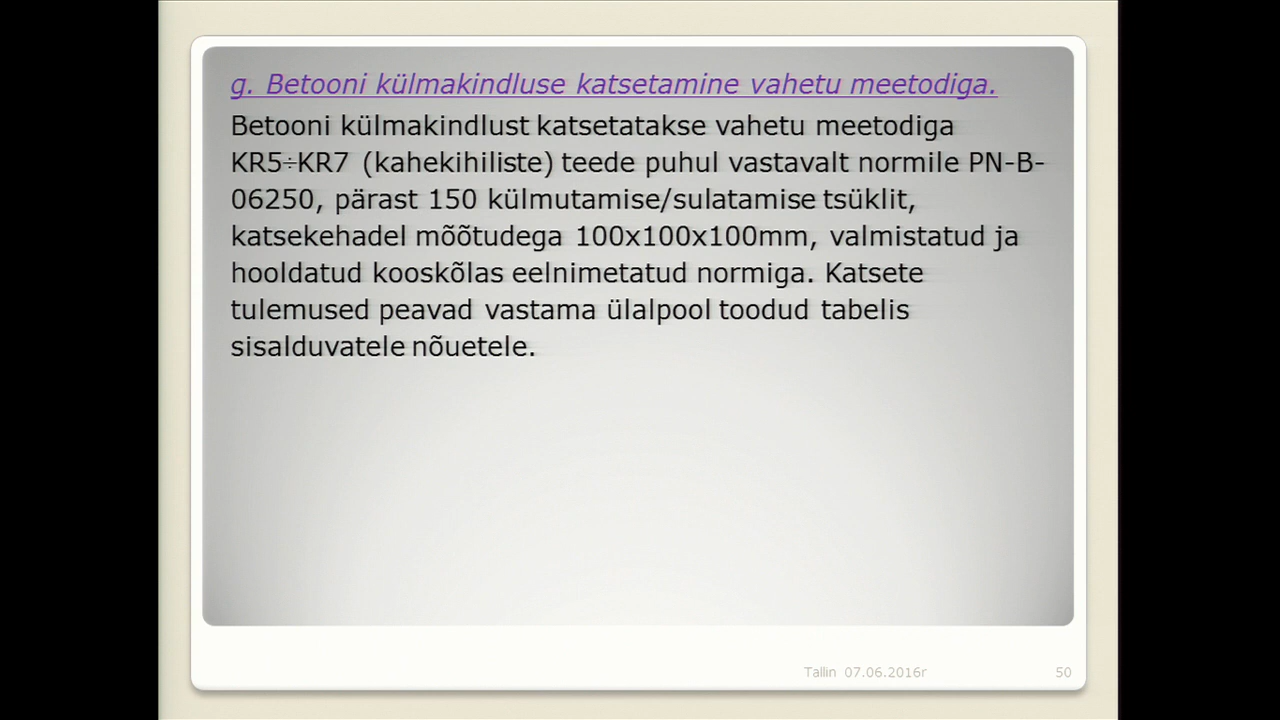 g. Betooni külmakindluse katsetamine vahetu meetodiga.
Betooni külmakindlust katsetatakse vahetu meetodiga
KR5÷KR7 (kahekihiliste) teede puhul vastavalt normile PN-B-
06250, pärast 150 külmutamise/sulatamise tsüklit,
katsekehadel mõõtudega 100x100x100mm, valmistatud ja
hooldatud kooskõlas eelnimetatud normiga. Katsete
tulemused peavad vastama ülalpool toodud tabelis
sisalduvatele nõuetele.
Tallin 07.06.2016r
50